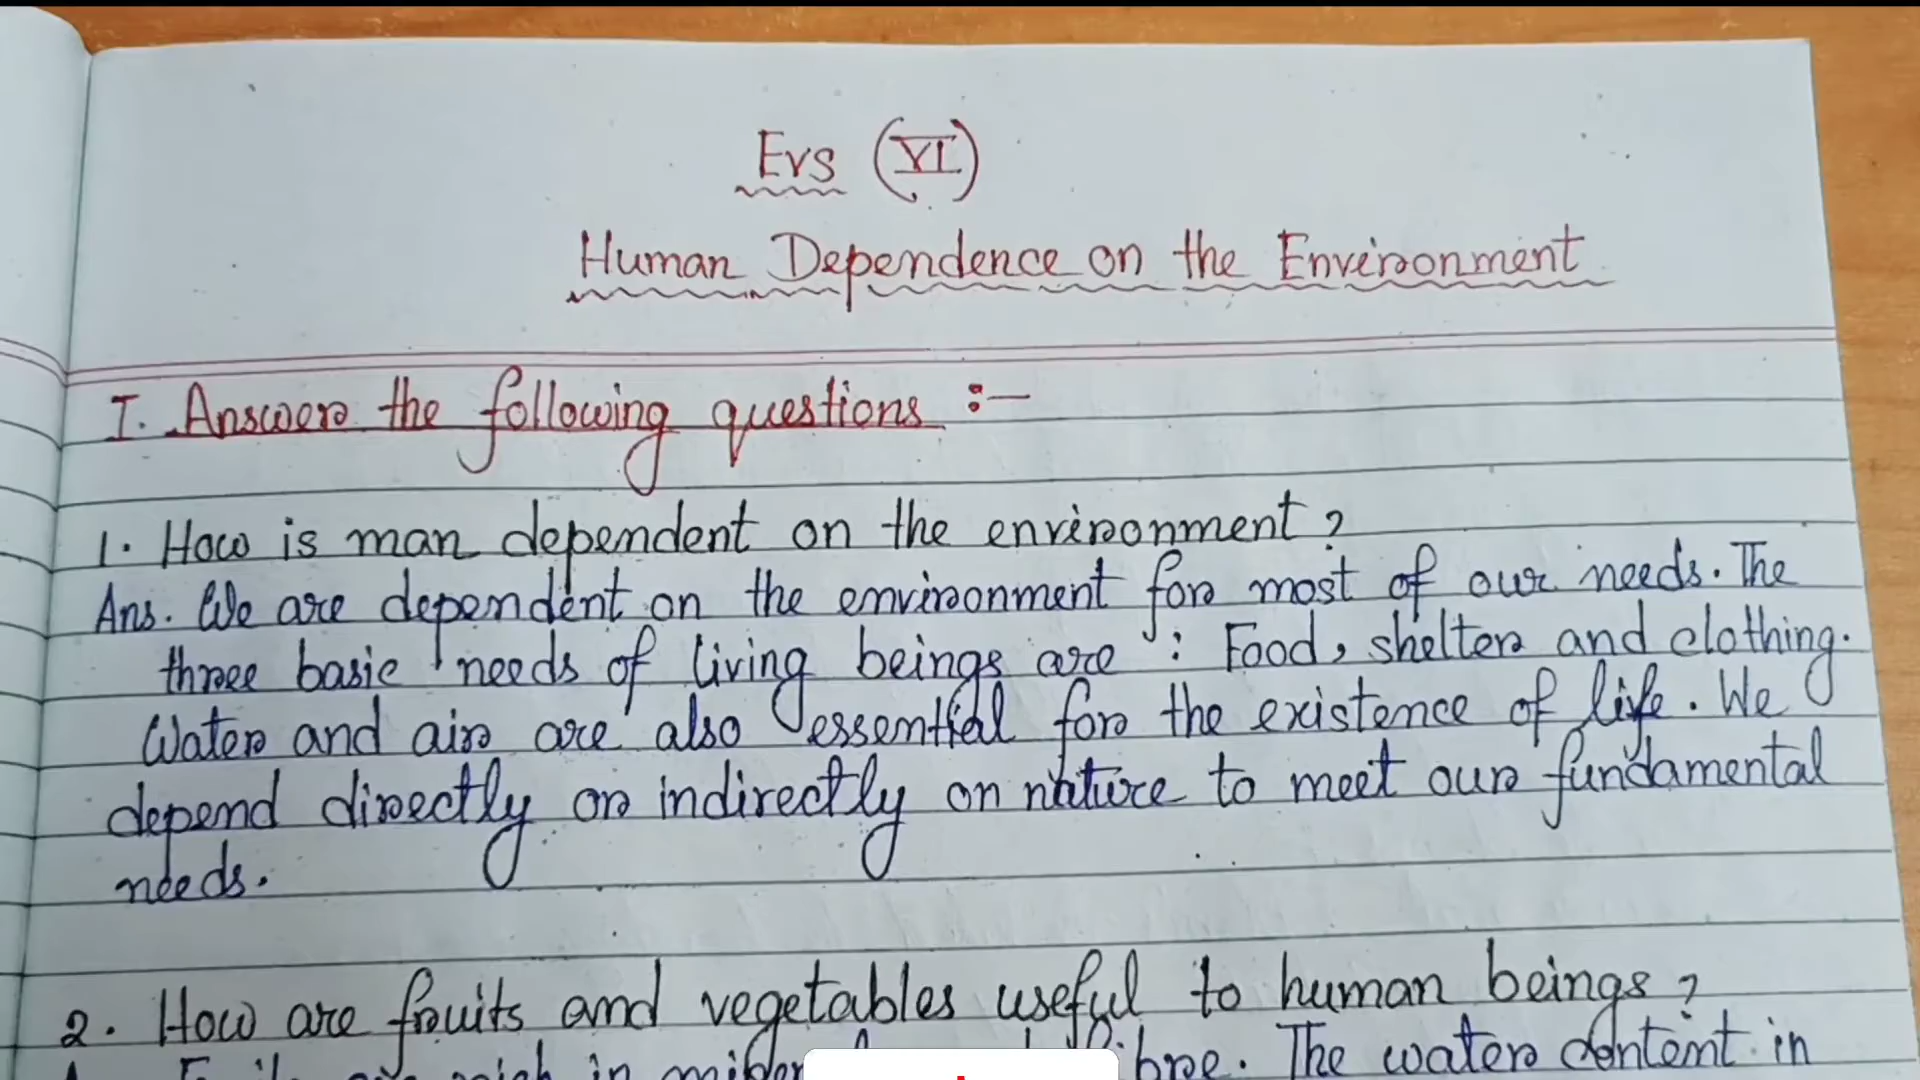 Evs (VI)
Human Dependence on the Environment
I. Answer the following questions :-
1. How is man dependent on the environment?
Ans. We are dependent on the environment for most of our needs. The
three basic needs of living beings are : Food, shelter and clothing.
Water and air are also essential for the existence of life. We
depend directly or indirectly on nature to meet our fundamental
needs.
2. How are fruits and vegetables useful to human beings?
The water content in